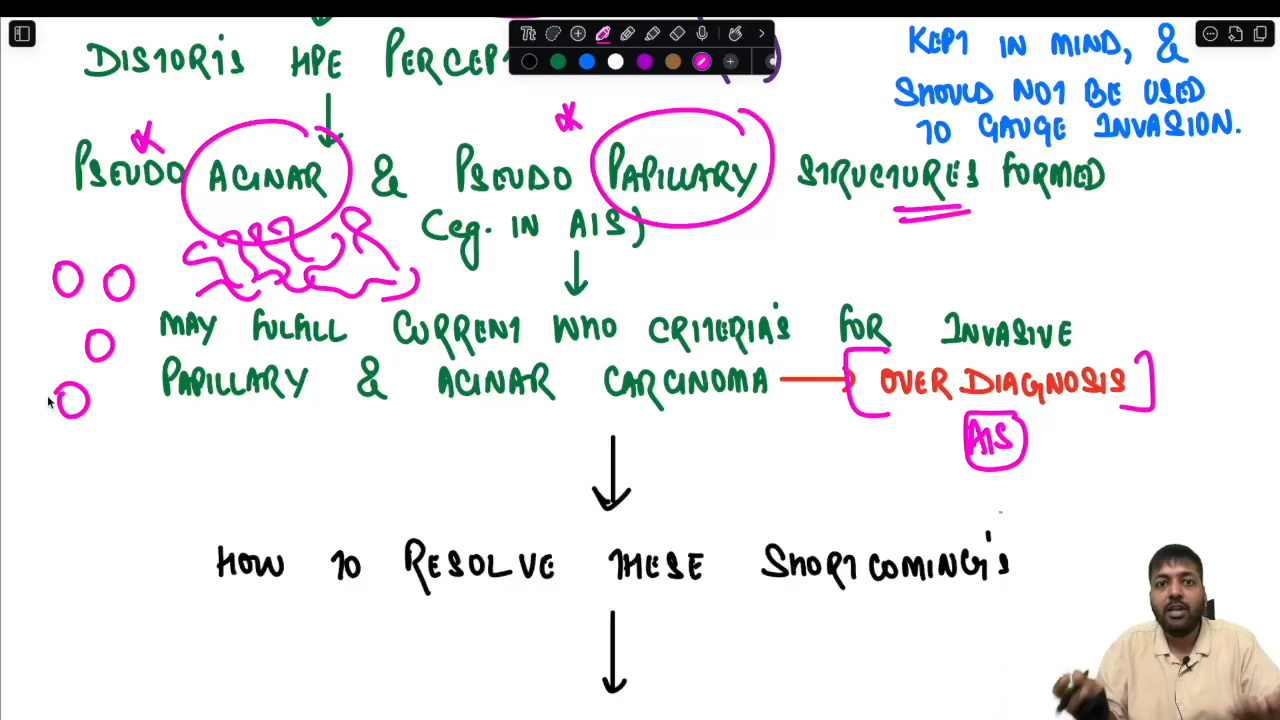 DISTORTS HPE PERCEP
KEPT IN MIND, &
SHOULD NOT BE USED
TO GAUGE INVASION.
PSEUDO ACINAR & PSEUDO PAPILLARY STRUCTURES FORMED
(eg. IN AIS)
MAY FULFILL CURRENT WHO CRITERIA'S FOR INVASIVE
PAPILLARY & ACINAR CARCINOMA → OVER DIAGNOSIS
AIS
HOW TO RESOLVE THESE SHORTCOMING'S